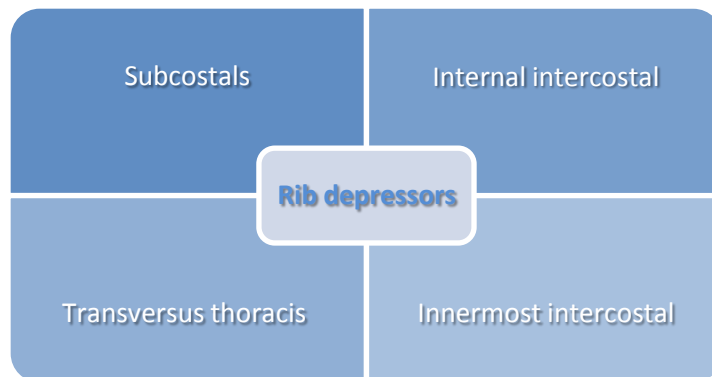 Subcostals
Internal intercostal
Rib depressors
Transversus thoracis
Innermost intercostal